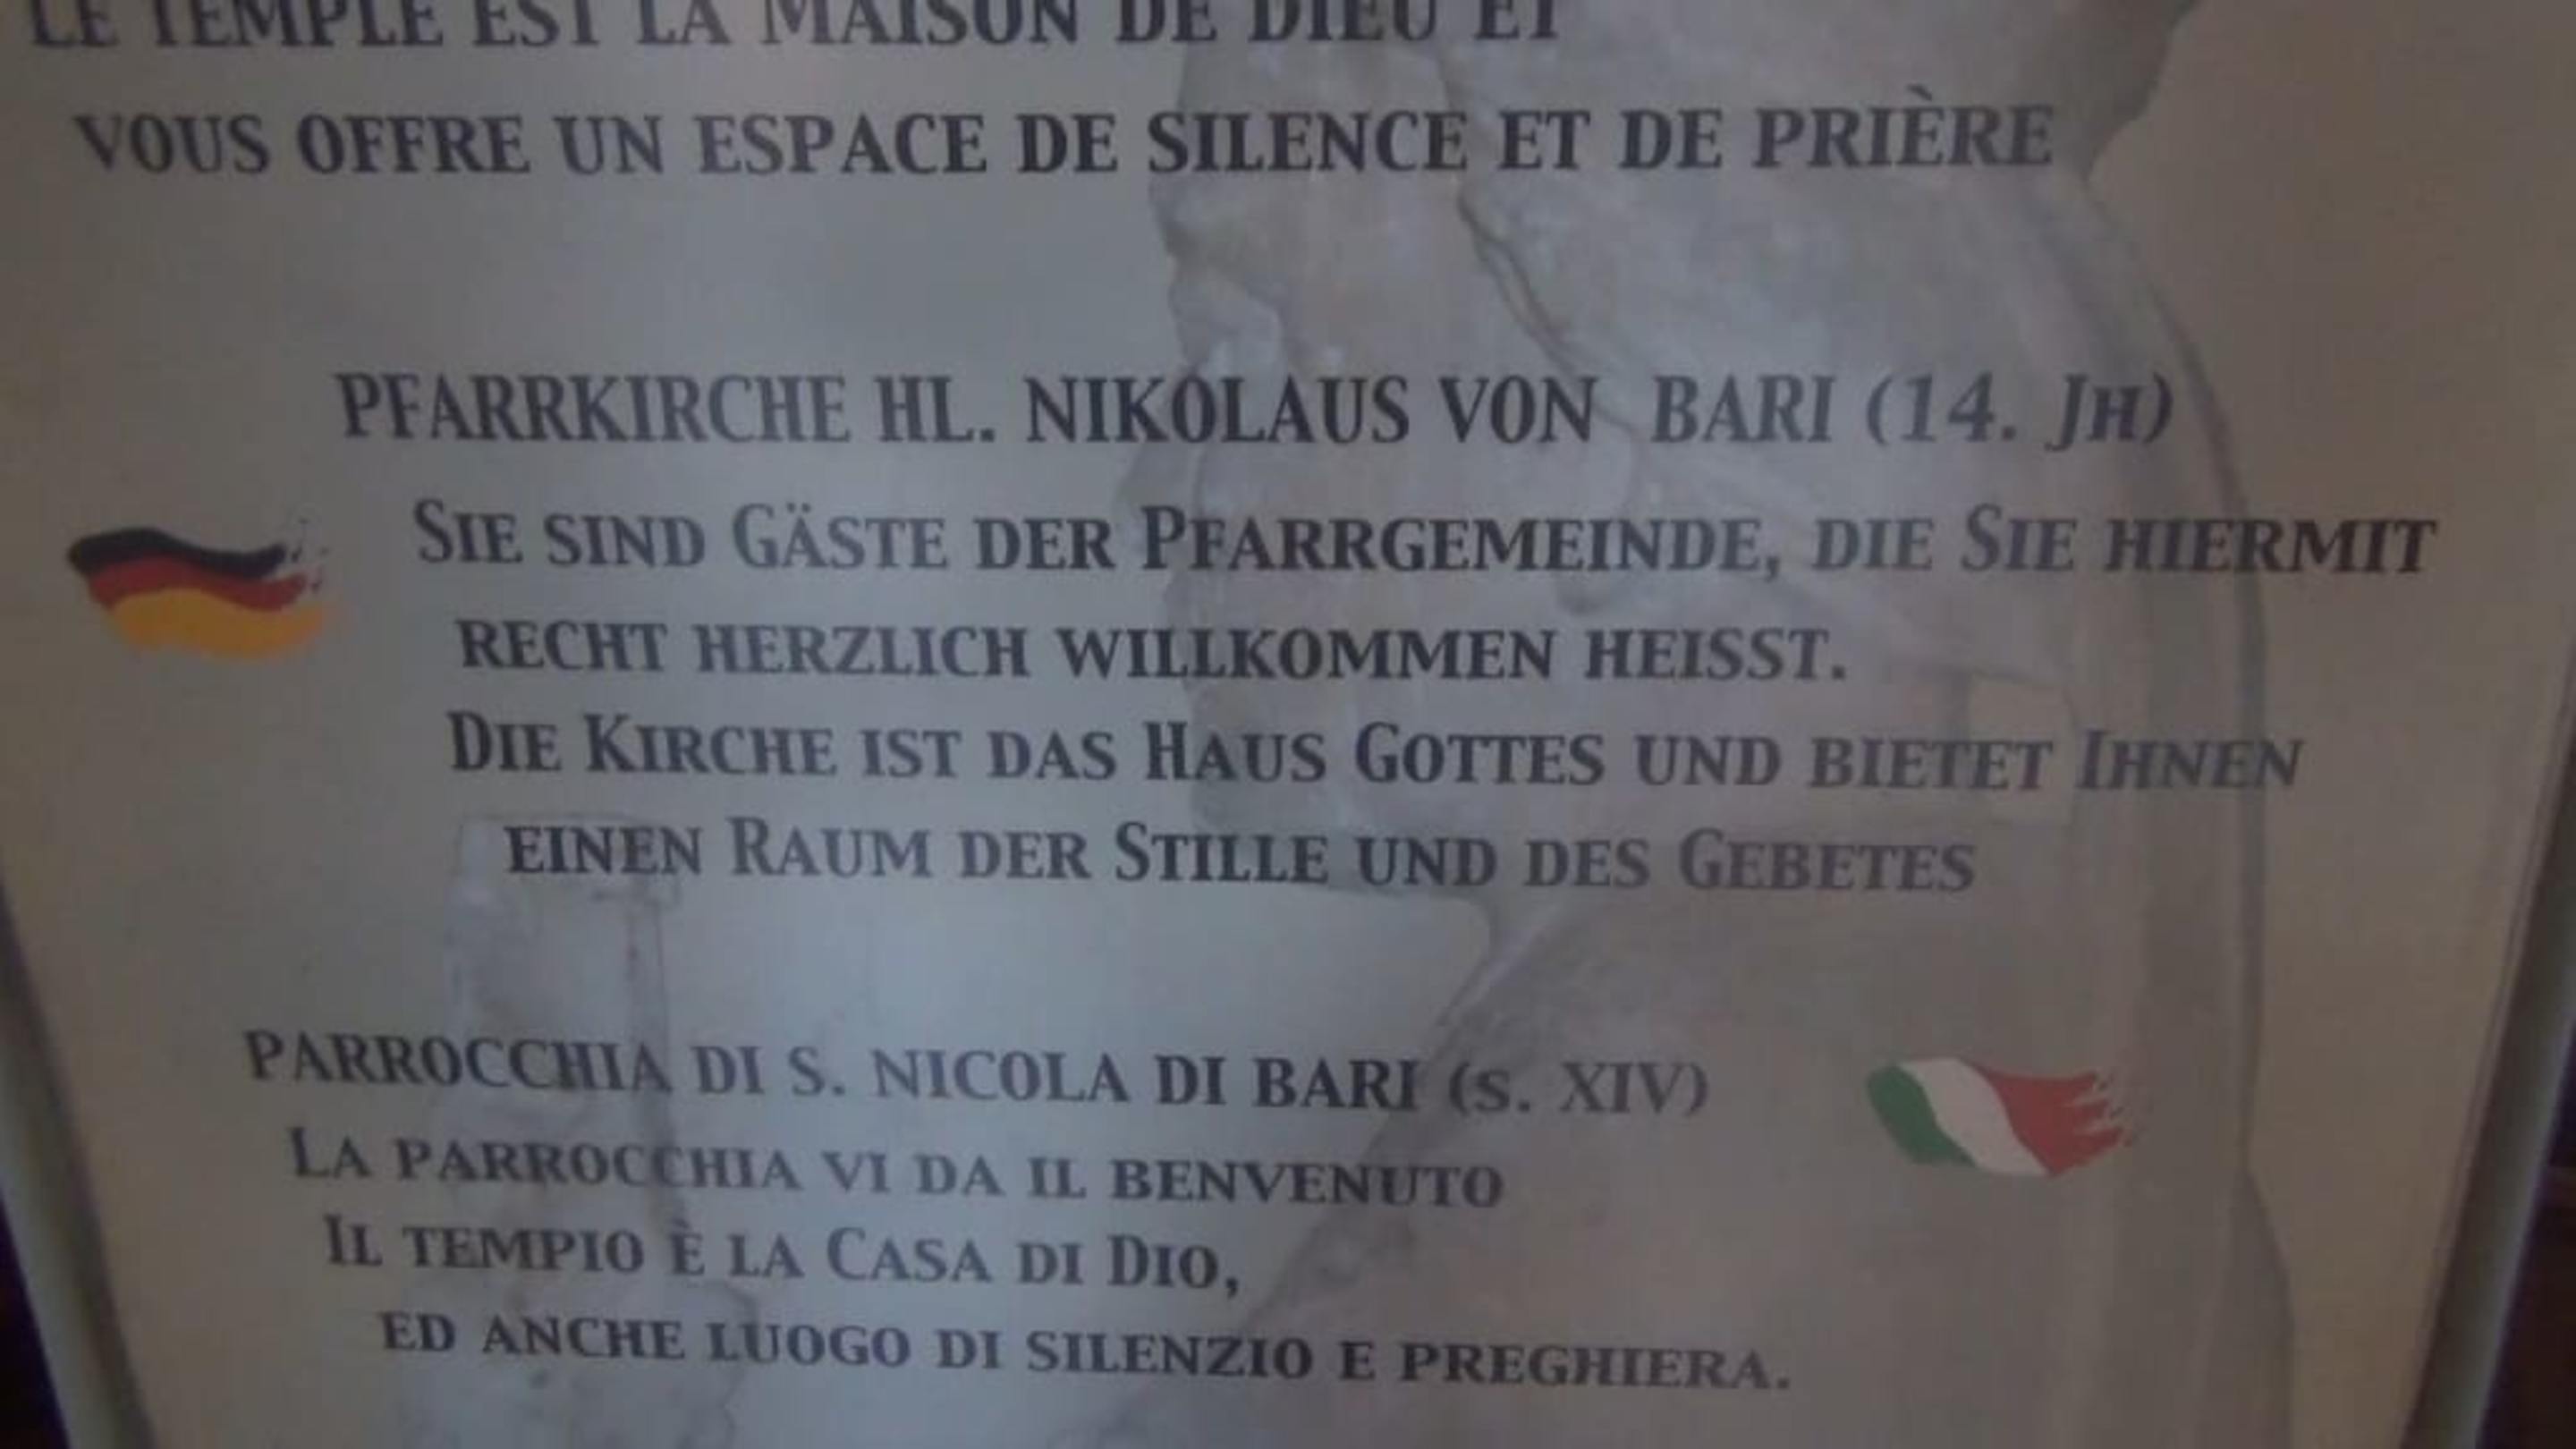 LE TEMPLE EST LA MAISON DE DIEU ET
VOUS OFFRE UN ESPACE DE SILENCE ET DE PRIÈRE
PFARRKIRCHE HL. NIKOLAUS VON BARI (14. JH)
SIE SIND GÄSTE DER PFARRGEMEINDE, DIE SIE HIERMIT
RECHT HERZLICH WILLKOMMEN HEISST.
DIE KIRCHE IST DAS HAUS GOTTES UND BIETET IHNEN
EINEN RAUM DER STILLE UND DES GEBETES
PARROCCHIA DI S. NICOLA DI BARI (S. XIV)
LA PARROCCHIA VI DA IL BENVENUTO
IL TEMPIO È LA CASA DI DIO,
ED ANCHE LUOGO DI SILENZIO E PREGHIERA.